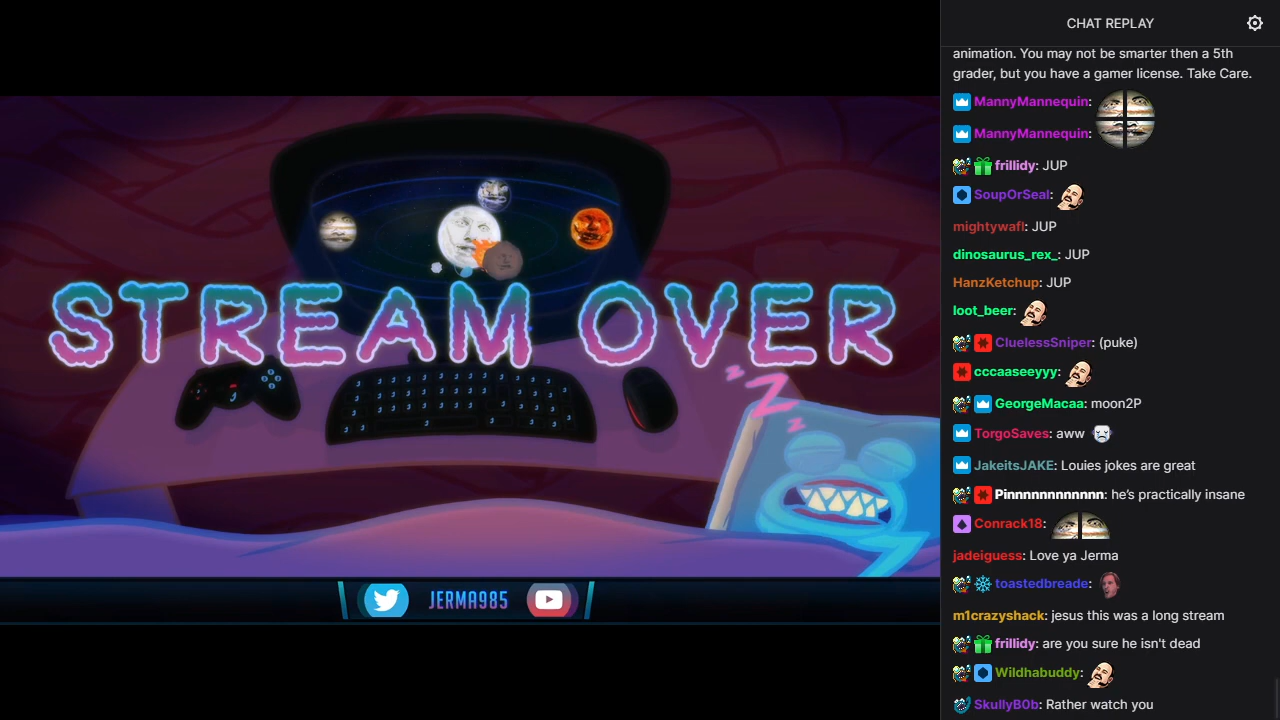 CHAT REPLAY
animation. You may not be smarter then a 5th
grader, but you have a gamer license. Take Care.
MannyMannequin:
MannyMannequin:
frillidy: JUP
SoupOrSeal:
mightywafl: JUP
dinosaurus_rex_: JUP
HanzKetchup: JUP
loot_beer:
CluelessSniper: (puke)
cccaaseeyyy:
GeorgeMacaa: moon2P
TorgoSaves: aww
JakeitsJAKE: Louies jokes are great
Pinnnnnnnnnnnn: he's practically insane
Conrack18:
jadeiguess: Love ya Jerma
toastedbreade:
m1crazyshack: jesus this was a long stream
frillidy: are you sure he isn't dead
Wildhabuddy:
SkullyB0b: Rather watch you
STREAM OVER
z
Z
z
JERMA985